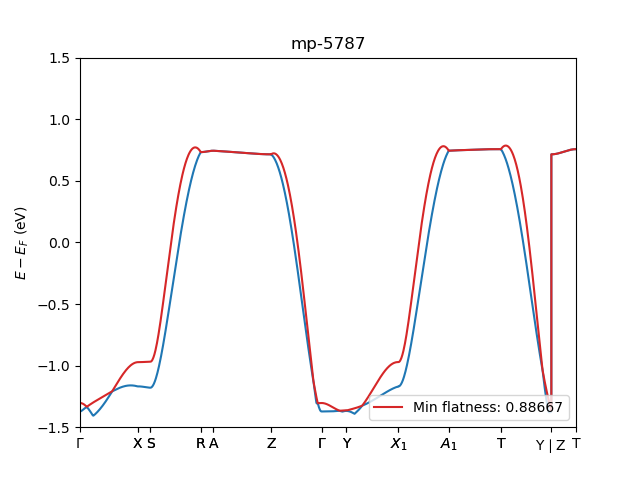 mp-5787
1.5
1.0
0.5
0.0
−0.5
−1.0
−1.5
E − E_F (eV)
Min flatness: 0.88667
Γ X S R A Z Γ Y X₁ A₁ T Y | Z T